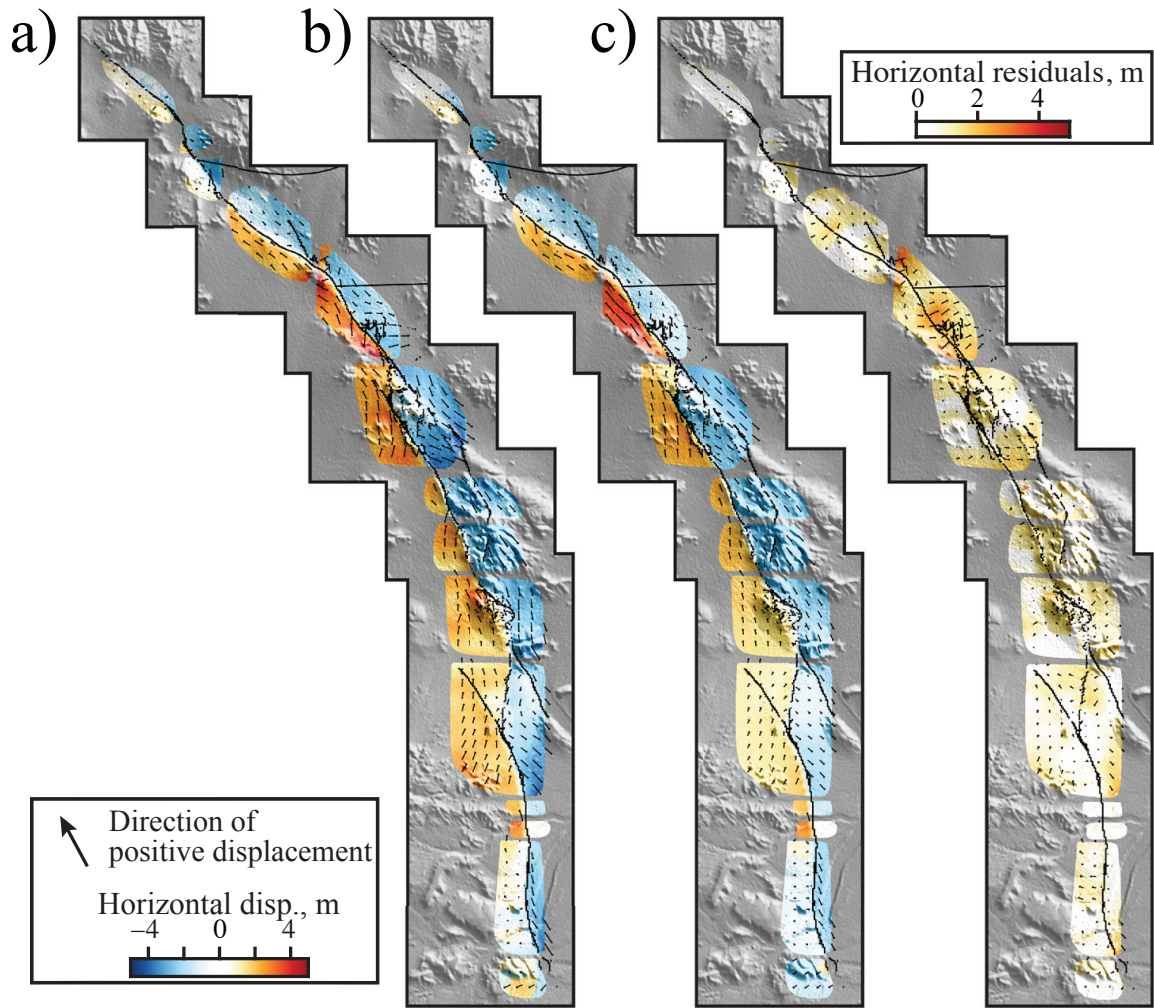 a)
b)
c)
Horizontal residuals, m
0 2 4
Direction of
positive displacement
Horizontal disp., m
−4 0 4